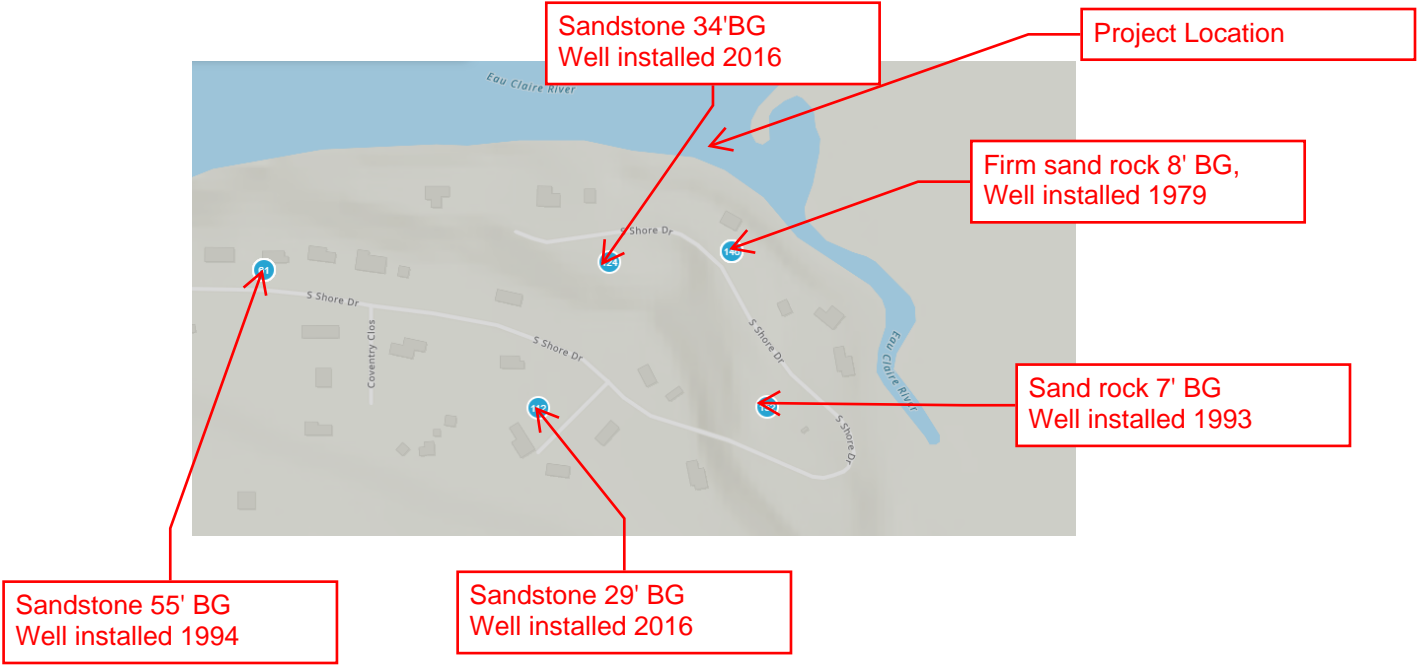 Sandstone 34'BG
Well installed 2016
Project Location
Eau Claire River
Firm sand rock 8' BG,
Well installed 1979
S Shore Dr
S Shore Dr
S Shore Dr
S Shore Dr
Coventry Clos
Eau Claire River
S Shore Dr
Sand rock 7' BG
Well installed 1993
Sandstone 55' BG
Well installed 1994
Sandstone 29' BG
Well installed 2016